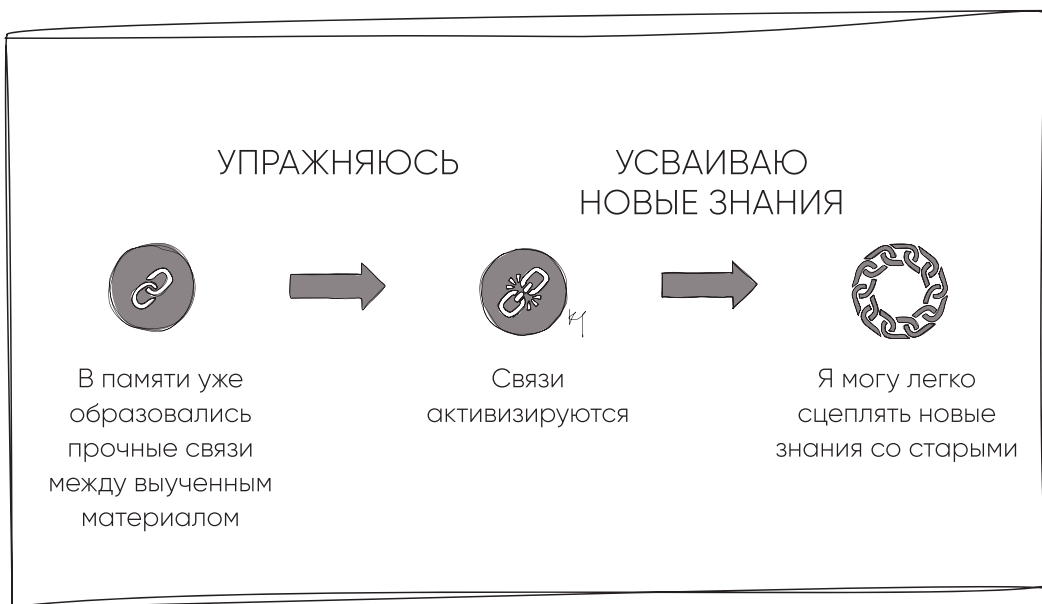 УПРАЖНЯЮСЬ
УСВАИВАЮ
НОВЫЕ ЗНАНИЯ
В памяти уже
образовались
прочные связи
между выученным
материалом
Связи
активизируются
Я могу легко
сцеплять новые
знания со старыми